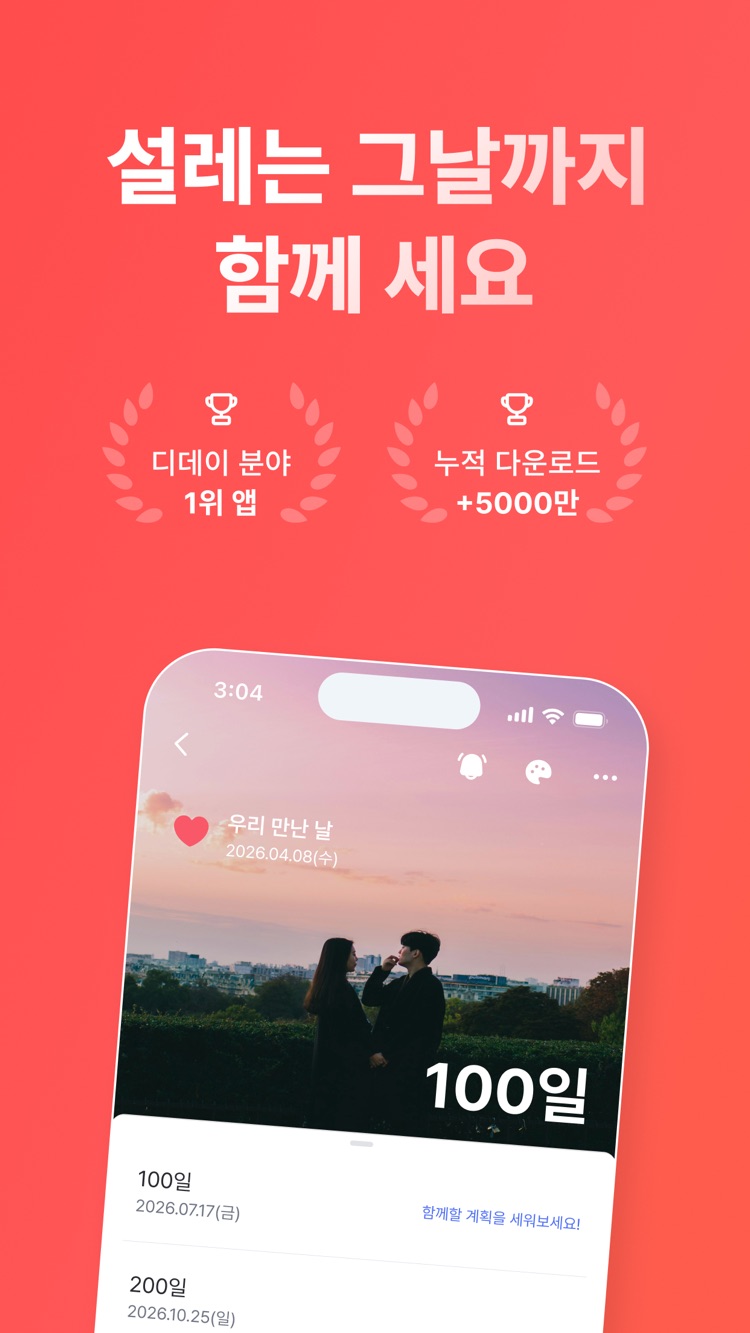 설레는 그날까지
함께 세요
디데이 분야
1위 앱
누적 다운로드
+5000만
3:04
우리 만난 날
2026.04.08(수)
100일
100일
2026.07.17(금)
함께할 계획을 세워보세요!
200일
2026.10.25(일)